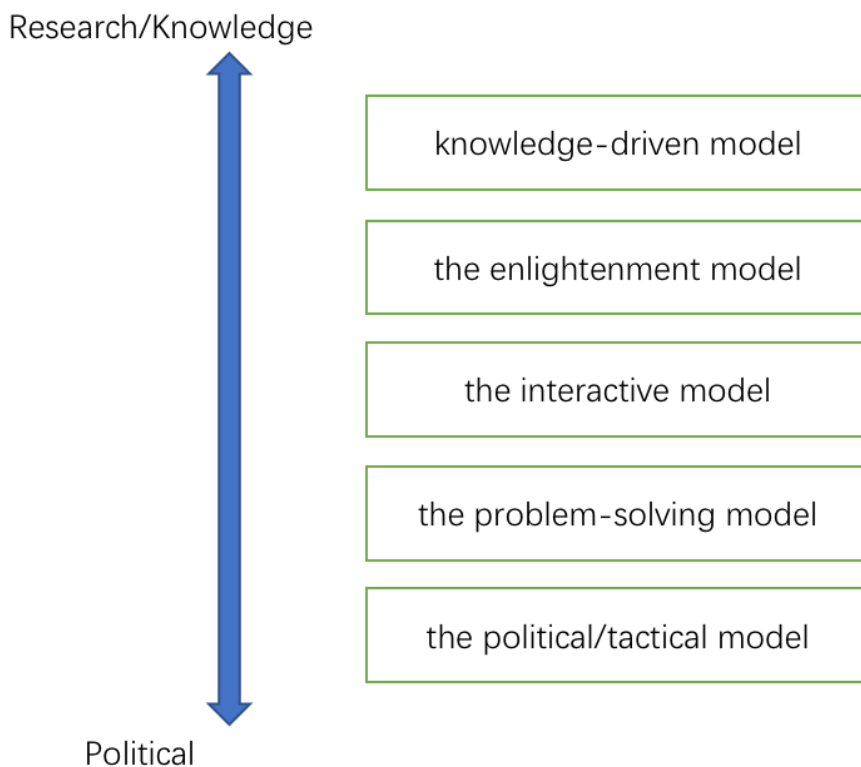 Research/Knowledge
knowledge-driven model
the enlightenment model
the interactive model
the problem-solving model
the political/tactical model
Political